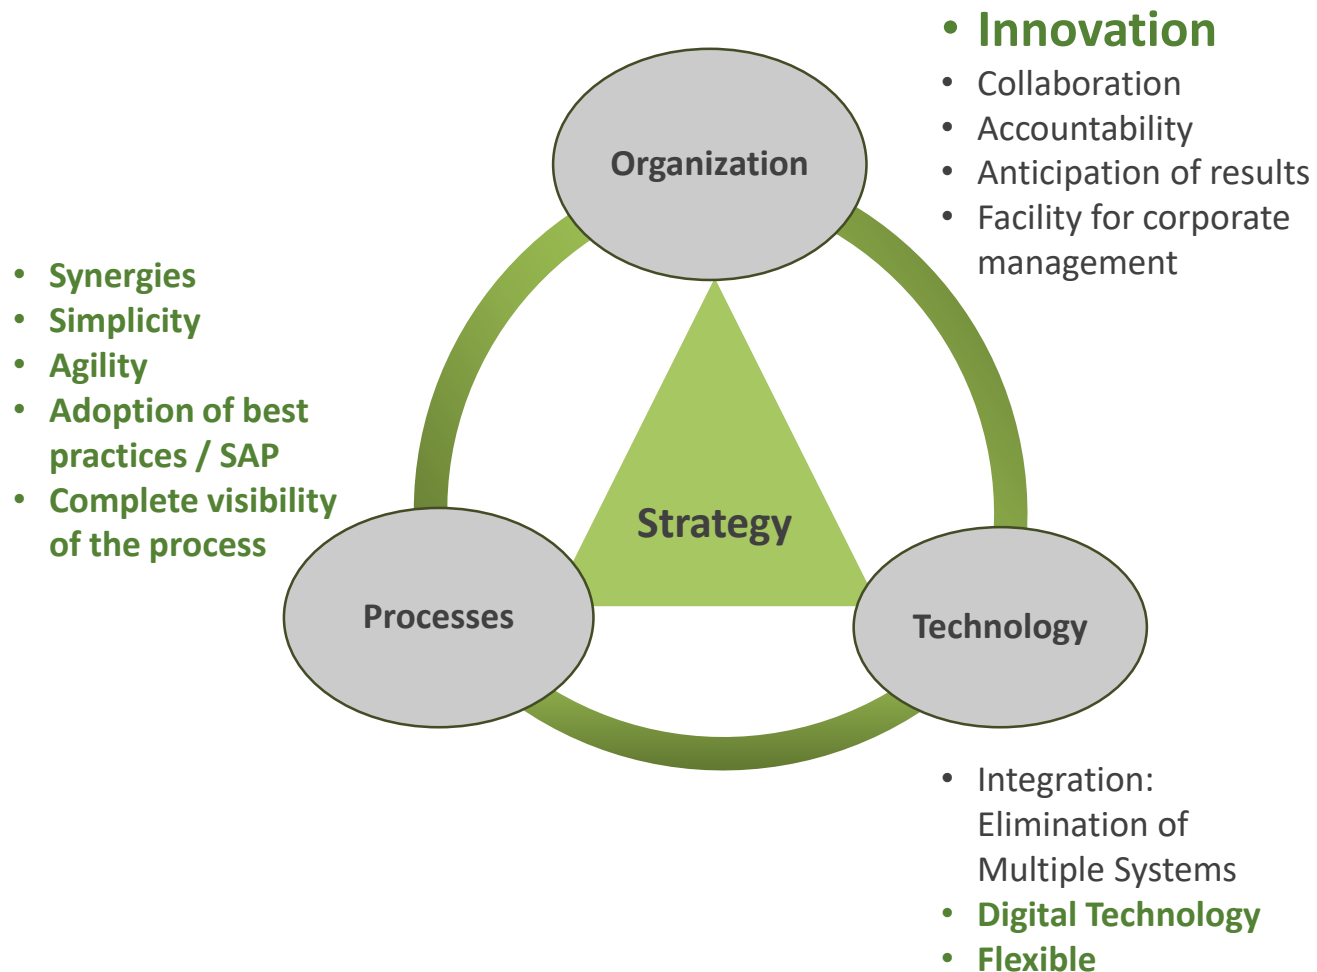 • Innovation
• Collaboration
• Accountability
• Anticipation of results
• Facility for corporate
management
Organization
• Synergies
• Simplicity
• Agility
• Adoption of best
practices / SAP
• Complete visibility
of the process
Strategy
Processes
Technology
• Integration:
Elimination of
Multiple Systems
• Digital Technology
• Flexible